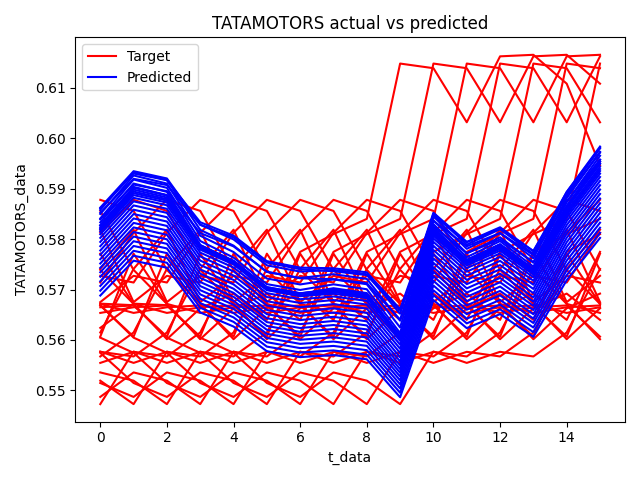 TATAMOTORS actual vs predicted
Target
Predicted
TATAMOTORS_data
0.61
0.60
0.59
0.58
0.57
0.56
0.55
0 2 4 6 8 10 12 14
t_data